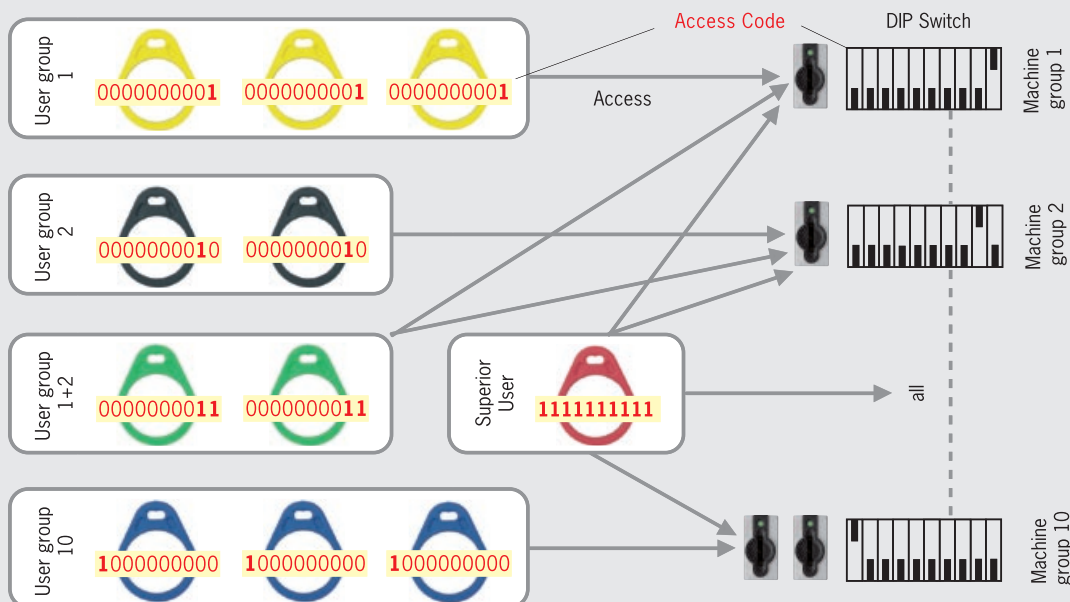 Access Code
DIP Switch
User group
1
0000000001
0000000001
0000000001
Access
Machine
group 1
User group
2
0000000010
0000000010
Machine
group 2
User group
1+2
0000000011
0000000011
Superior
User
1111111111
all
User group
10
1000000000
1000000000
1000000000
Machine
group 10